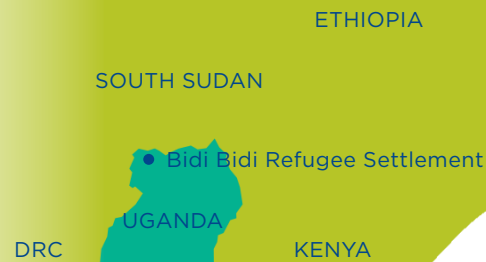 ETHIOPIA
SOUTH SUDAN
Bidi Bidi Refugee Settlement
UGANDA
DRC
KENYA